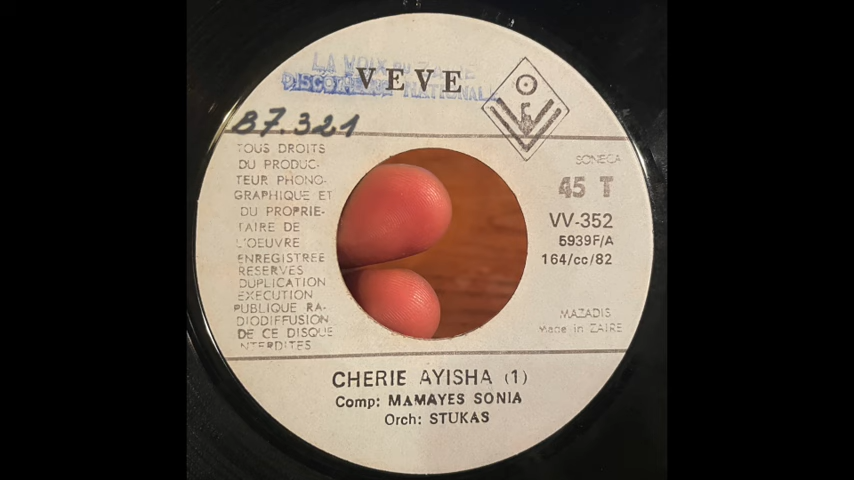 LA VOIX DU ZAIRE
DISCOTHEQUE NATIONALE
VEVE
B7.321
TOUS DROITS
DU PRODUC-
TEUR PHONO-
GRAPHIQUE ET
DU PROPRIE-
TAIRE DE
L'OEUVRE
ENREGISTREE
RESERVES
DUPLICATION
EXECUTION
PUBLIQUE RA-
DIODIFFUSION
DE CE DISQUE
INTERDITES
SONECA
45 T
VV-352
5939F/A
164/cc/82
MAZADIS
Made in ZAIRE
CHERIE AYISHA (1)
Comp: MAMAYES SONIA
Orch: STUKAS